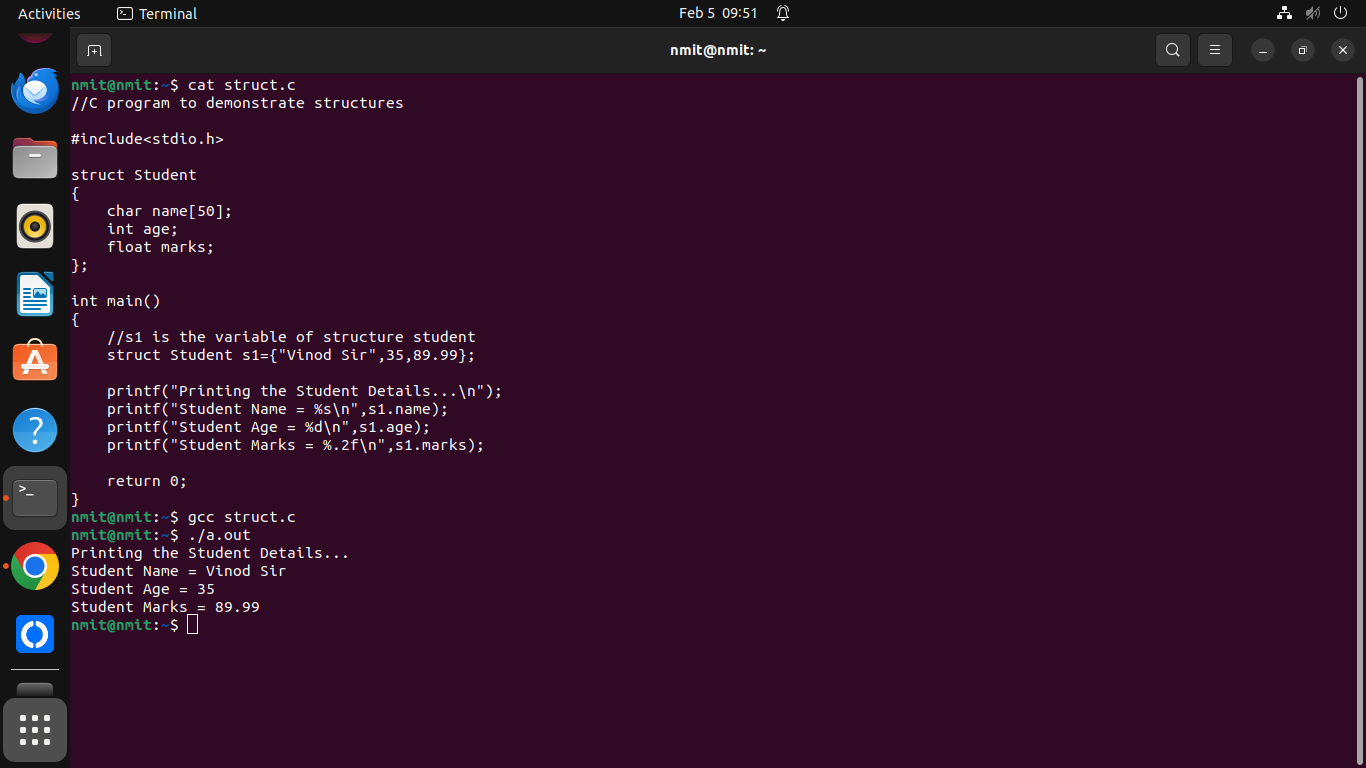 Activities Terminal Feb 5 09:51
nmit@nmit: ~
nmit@nmit:~$ cat struct.c
//C program to demonstrate structures

#include<stdio.h>

struct Student
{
    char name[50];
    int age;
    float marks;
};

int main()
{
    //s1 is the variable of structure student
    struct Student s1={"Vinod Sir",35,89.99};

    printf("Printing the Student Details...\n");
    printf("Student Name = %s\n",s1.name);
    printf("Student Age = %d\n",s1.age);
    printf("Student Marks = %.2f\n",s1.marks);

    return 0;
}
nmit@nmit:~$ gcc struct.c
nmit@nmit:~$ ./a.out
Printing the Student Details...
Student Name = Vinod Sir
Student Age = 35
Student Marks = 89.99
nmit@nmit:~$